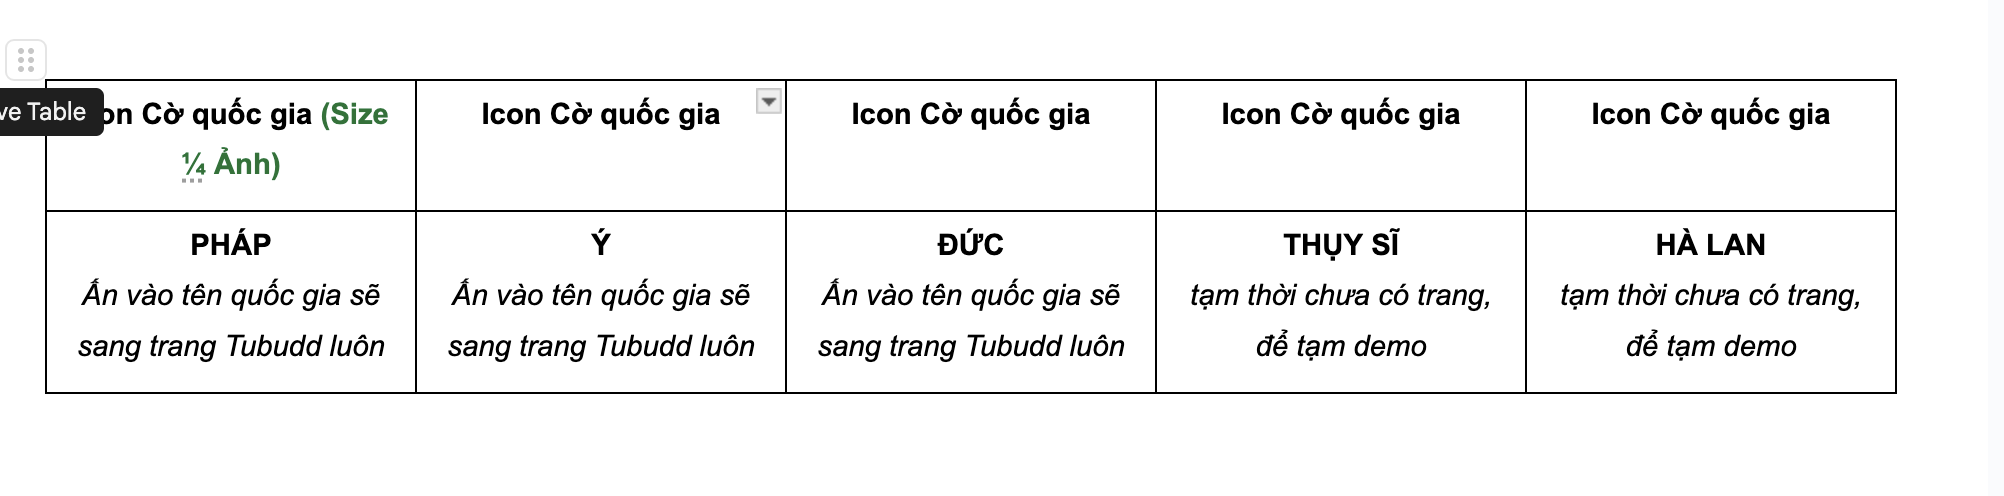 ve Table
on Cờ quốc gia (Size
¼ Ảnh)
Icon Cờ quốc gia
Icon Cờ quốc gia
Icon Cờ quốc gia
Icon Cờ quốc gia
PHÁP
Ấn vào tên quốc gia sẽ
sang trang Tubudd luôn
Ý
Ấn vào tên quốc gia sẽ
sang trang Tubudd luôn
ĐỨC
Ấn vào tên quốc gia sẽ
sang trang Tubudd luôn
THỤY SĨ
tạm thời chưa có trang,
để tạm demo
HÀ LAN
tạm thời chưa có trang,
để tạm demo